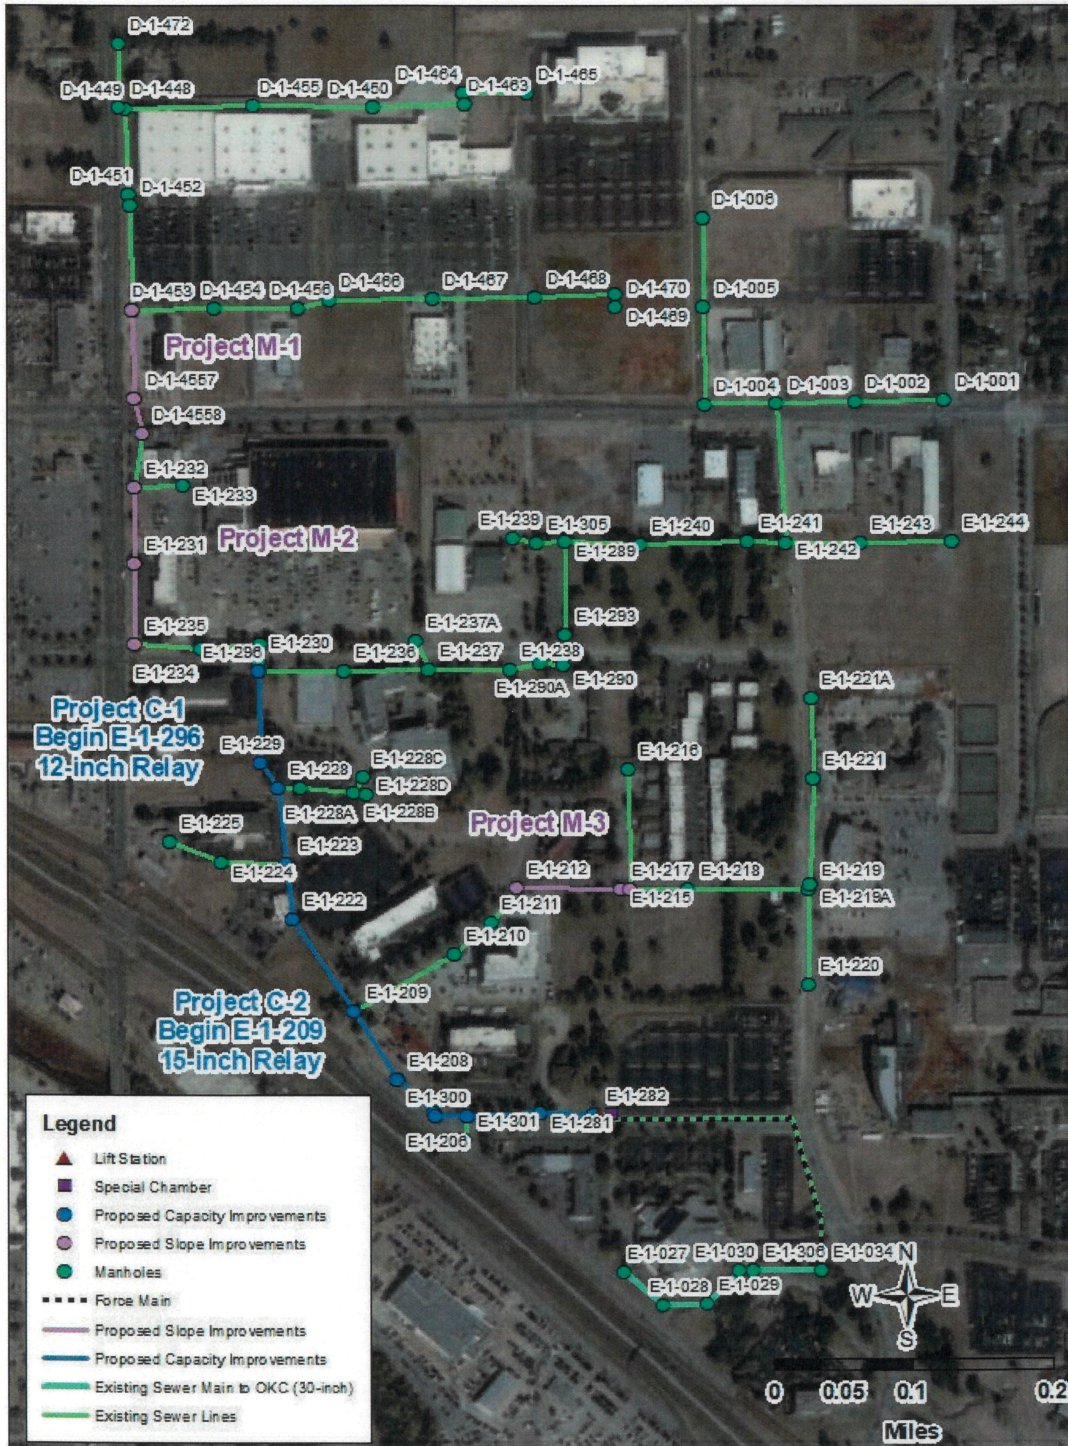 D-1-472
D-1-464
D-1-449
D-1-448
D-1-455
D-1-450
D-1-463
D-1-465
D-1-451
D-1-452
D-1-006
D-1-453
D-1-454
D-1-456
D-1-466
D-1-467
D-1-468
D-1-470
D-1-469
D-1-005
Project M-1
D-1-4557
D-1-004
D-1-003
D-1-002
D-1-001
D-1-4558
E-1-232
E-1-233
E-1-231
Project M-2
E-1-239
E-1-305
E-1-240
E-1-241
E-1-243
E-1-244
E-1-289
E-1-242
E-1-293
E-1-235
E-1-230
E-1-237A
E-1-234
E-1-296
E-1-236
E-1-237
E-1-238
E-1-290A
E-1-290
E-1-221A
Project C-1
Begin E-1-296
12-inch Relay
E-1-229
E-1-228
E-1-228C
E-1-228D
E-1-228A
E-1-228B
E-1-216
E-1-221
Project M-3
E-1-225
E-1-223
E-1-224
E-1-222
E-1-212
E-1-217
E-1-218
E-1-219
E-1-211
E-1-215
E-1-219A
E-1-210
E-1-220
E-1-209
Project C-2
Begin E-1-209
15-inch Relay
E-1-208
E-1-300
E-1-282
E-1-301
E-1-281
E-1-206
E-1-027
E-1-030
E-1-306
E-1-034
E-1-028
E-1-029
N
W E
S
0 0.05 0.1 0.2
Miles
Legend
Lift Station
Special Chamber
Proposed Capacity Improvements
Proposed Slope Improvements
Manholes
Force Main
Proposed Slope Improvements
Proposed Capacity Improvements
Existing Sewer Main to OKC (30-inch)
Existing Sewer Lines